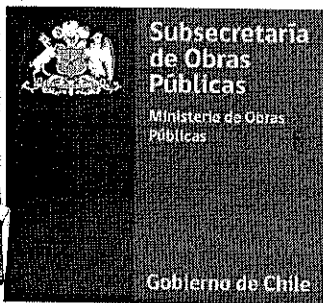 Subsecretaría
de Obras
Públicas
Ministerio de Obras
Públicas
Gobierno de Chile